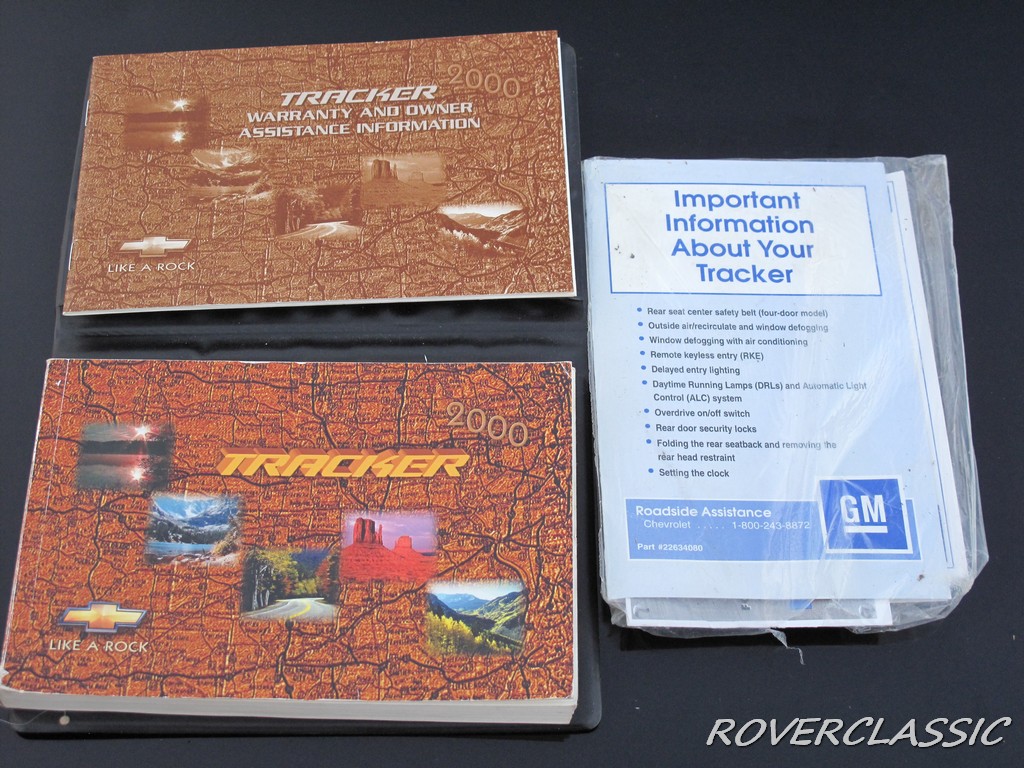 2000
TRACKER
WARRANTY AND OWNER
ASSISTANCE INFORMATION
LIKE A ROCK
2000
TRACKER
LIKE A ROCK
Important
Information
About Your
Tracker
• Rear seat center safety belt (four-door model)
• Outside air/recirculate and window defogging
• Window defogging with air conditioning
• Remote keyless entry (RKE)
• Delayed entry lighting
• Daytime Running Lamps (DRLs) and Automatic Light
Control (ALC) system
• Overdrive on/off switch
• Rear door security locks
• Folding the rear seatback and removing the
rear head restraint
• Setting the clock
Roadside Assistance
Chevrolet . . . . . 1-800-243-8872
Part #22634080
GM
ROVERCLASSIC